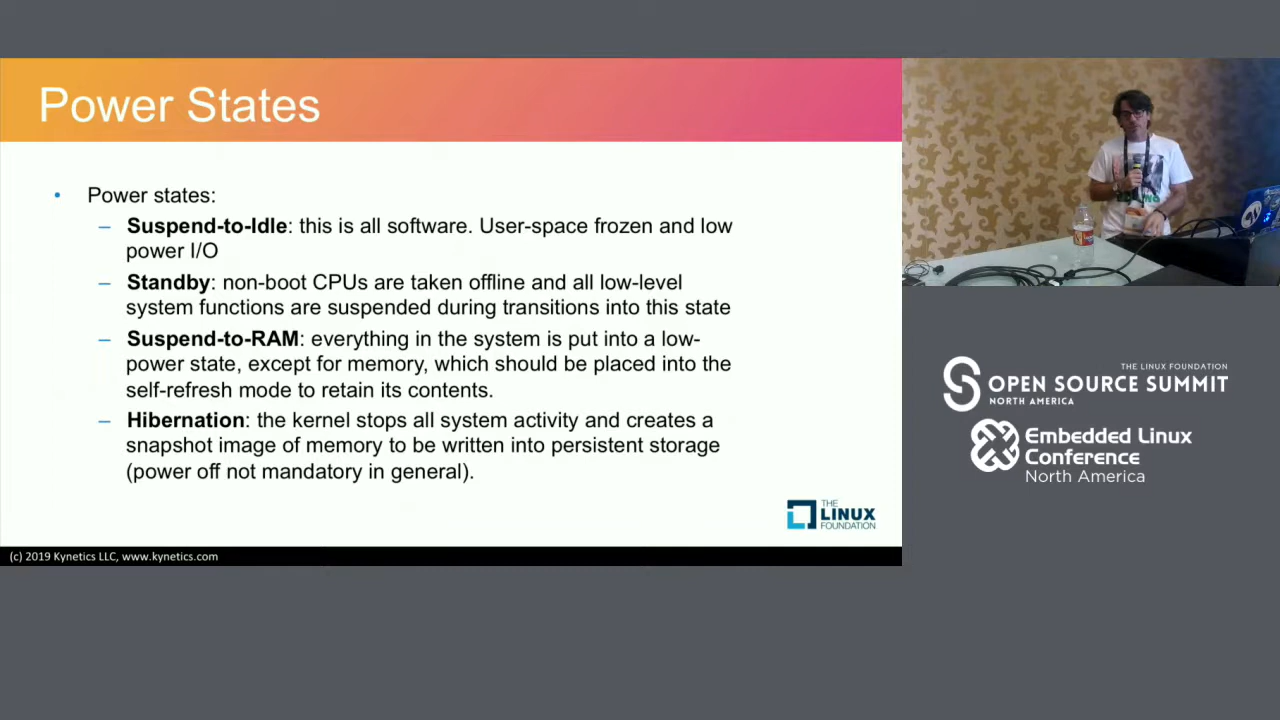 Power States
• Power states:
– Suspend-to-Idle: this is all software. User-space frozen and low
power I/O
– Standby: non-boot CPUs are taken offline and all low-level
system functions are suspended during transitions into this state
– Suspend-to-RAM: everything in the system is put into a low-
power state, except for memory, which should be placed into the
self-refresh mode to retain its contents.
– Hibernation: the kernel stops all system activity and creates a
snapshot image of memory to be written into persistent storage
(power off not mandatory in general).
THE
LINUX
FOUNDATION
(c) 2019 Kynetics LLC, www.kynetics.com
THE LINUX FOUNDATION
OPEN SOURCE SUMMIT
NORTH AMERICA
Embedded Linux
Conference
North America